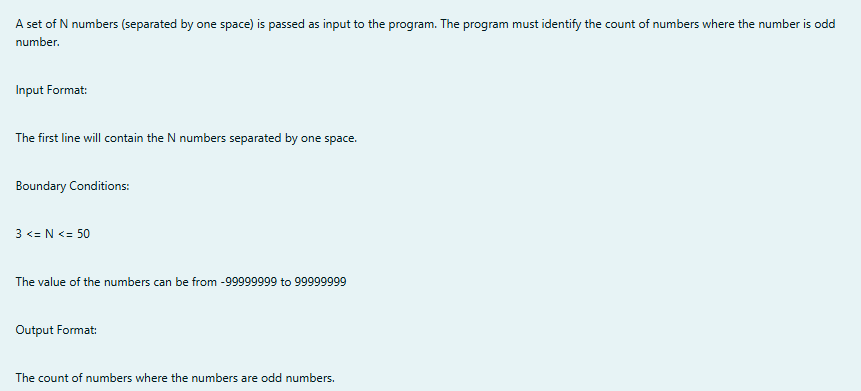 A set of N numbers (separated by one space) is passed as input to the program. The program must identify the count of numbers where the number is odd
number.
Input Format:
The first line will contain the N numbers separated by one space.
Boundary Conditions:
3 <= N <= 50
The value of the numbers can be from -99999999 to 99999999
Output Format:
The count of numbers where the numbers are odd numbers.